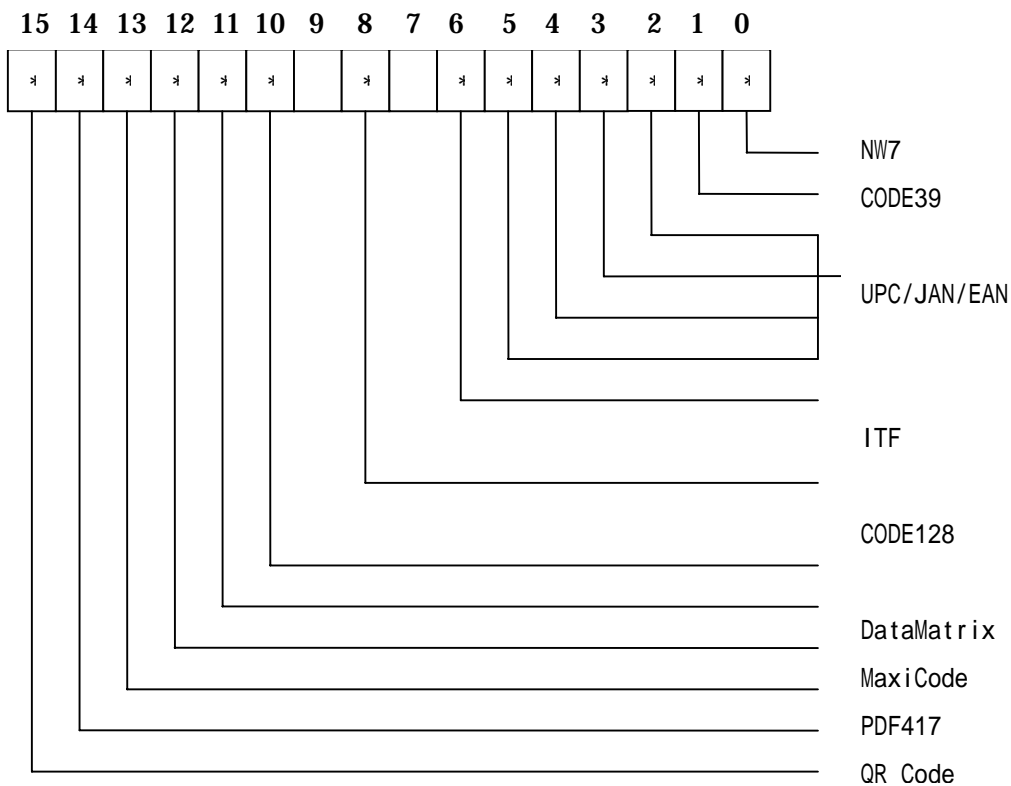 15 14 13 12 11 10 9 8 7 6 5 4 3 2 1 0
* * * * * * * * * * * * * *
NW7
CODE39
UPC/JAN/EAN
ITF
CODE128
DataMatrix
MaxiCode
PDF417
QR Code